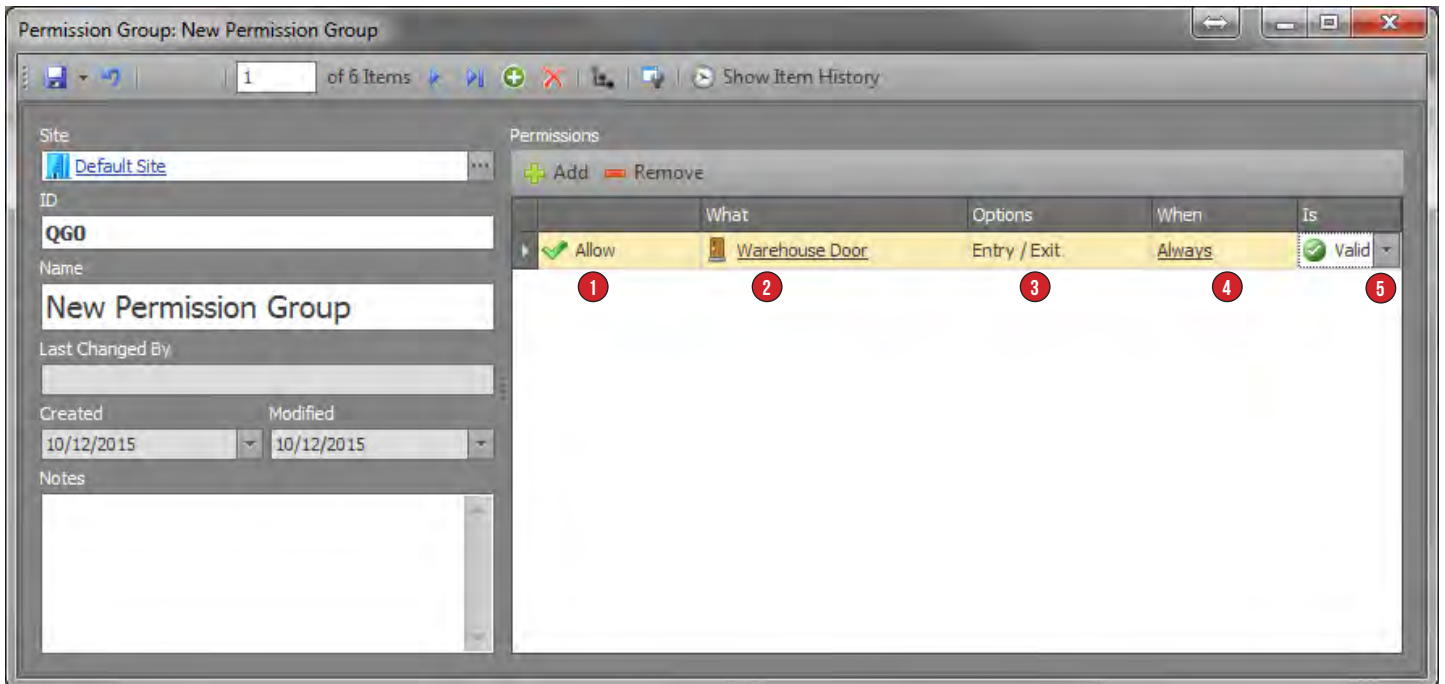 Permission Group: New Permission Group
1 of 6 Items Show Item History
Site
Default Site
ID
QG0
Name
New Permission Group
Last Changed By
Created Modified
10/12/2015 10/12/2015
Notes
Permissions
Add Remove
What Options When Is
Allow Warehouse Door Entry / Exit Always Valid
1 2 3 4 5